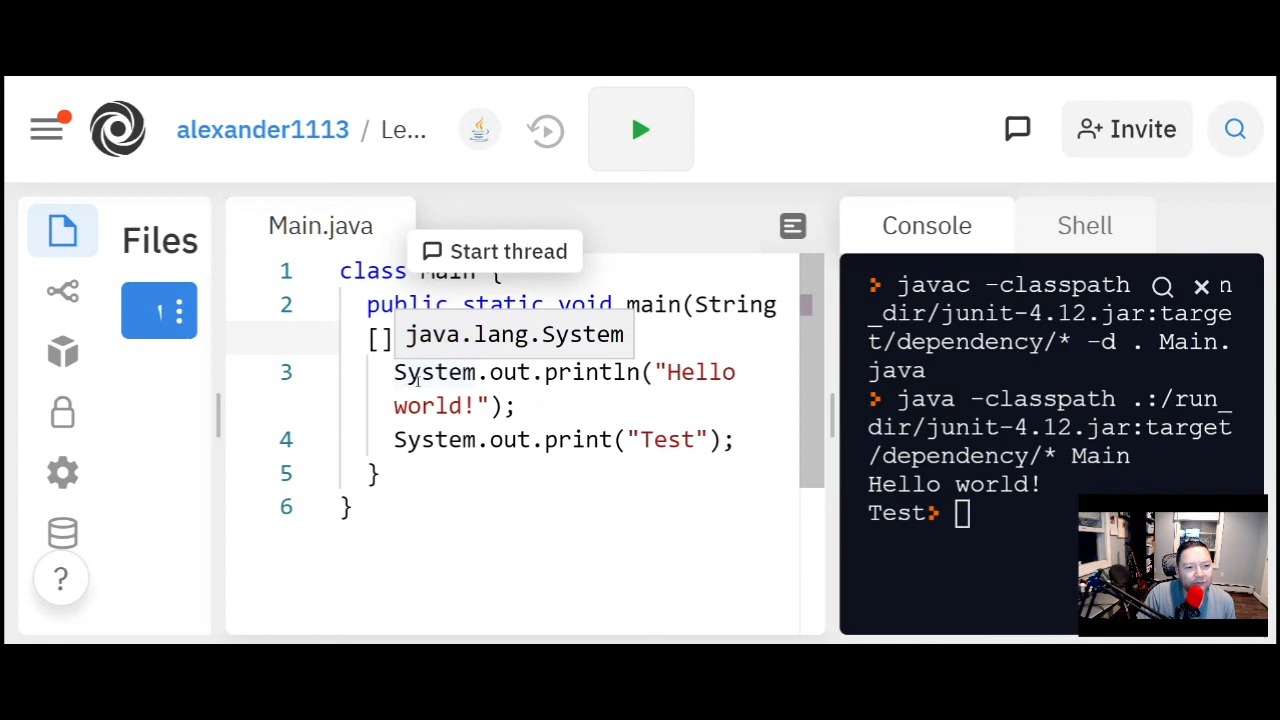 alexander1113 / Le...
Invite
Files
Main.java
Start thread
Console
Shell
1 class Main {
2 public static void main(String
[]
java.lang.System
3 System.out.println("Hello
world!");
4 System.out.print("Test");
5 }
6 }
?
javac -classpath n
_dir/junit-4.12.jar:targe
t/dependency/* -d . Main.
java
java -classpath .:/run_
dir/junit-4.12.jar:target
/dependency/* Main
Hello world!
Test